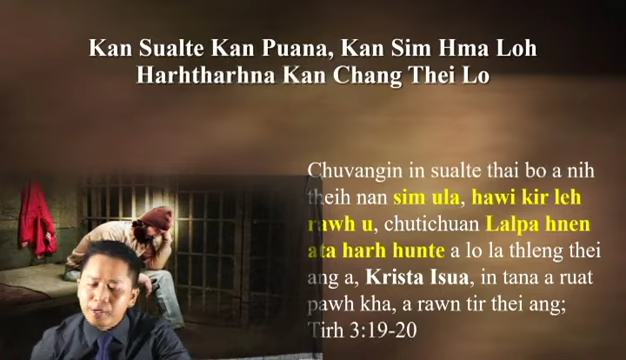 Kan Sualte Kan Puana, Kan Sim Hma Loh
Harhtharhna Kan Chang Thei Lo
Chuvangin in sualte thai bo a nih
theih nan sim ula, hawi kir leh
rawh u, chutichuan Lalpa hnen
ata harh hunte a lo la thleng thei
ang a, Krista Isua, in tana a ruat
pawh kha, a rawn tir thei ang;
Tirh 3:19-20